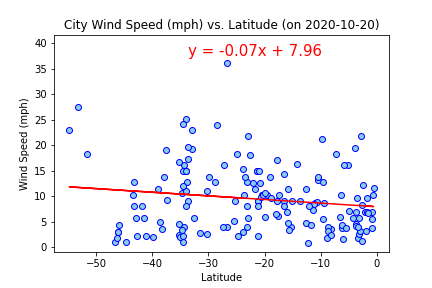 City Wind Speed (mph) vs. Latitude (on 2020-10-20)
y = -0.07x + 7.96
40
35
30
25
20
15
10
5
0
Wind Speed (mph)
−50 −40 −30 −20 −10 0
Latitude